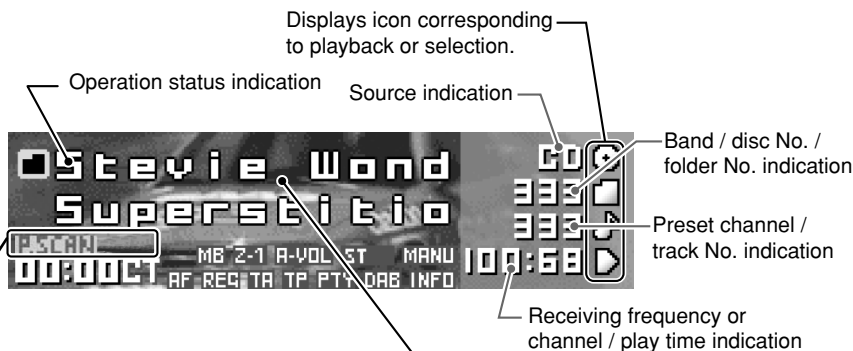 Displays icon corresponding
to playback or selection.
Operation status indication
Source indication
Stevie Wond
CD
Band / disc No. /
folder No. indication
333
Superstitio
333
Preset channel /
track No. indication
P.SCAN
MB Z-1 A-VOL ST MANU
00:00CT
AF REG TA TP PTY DAB INFO
Receiving frequency or
channel / play time indication